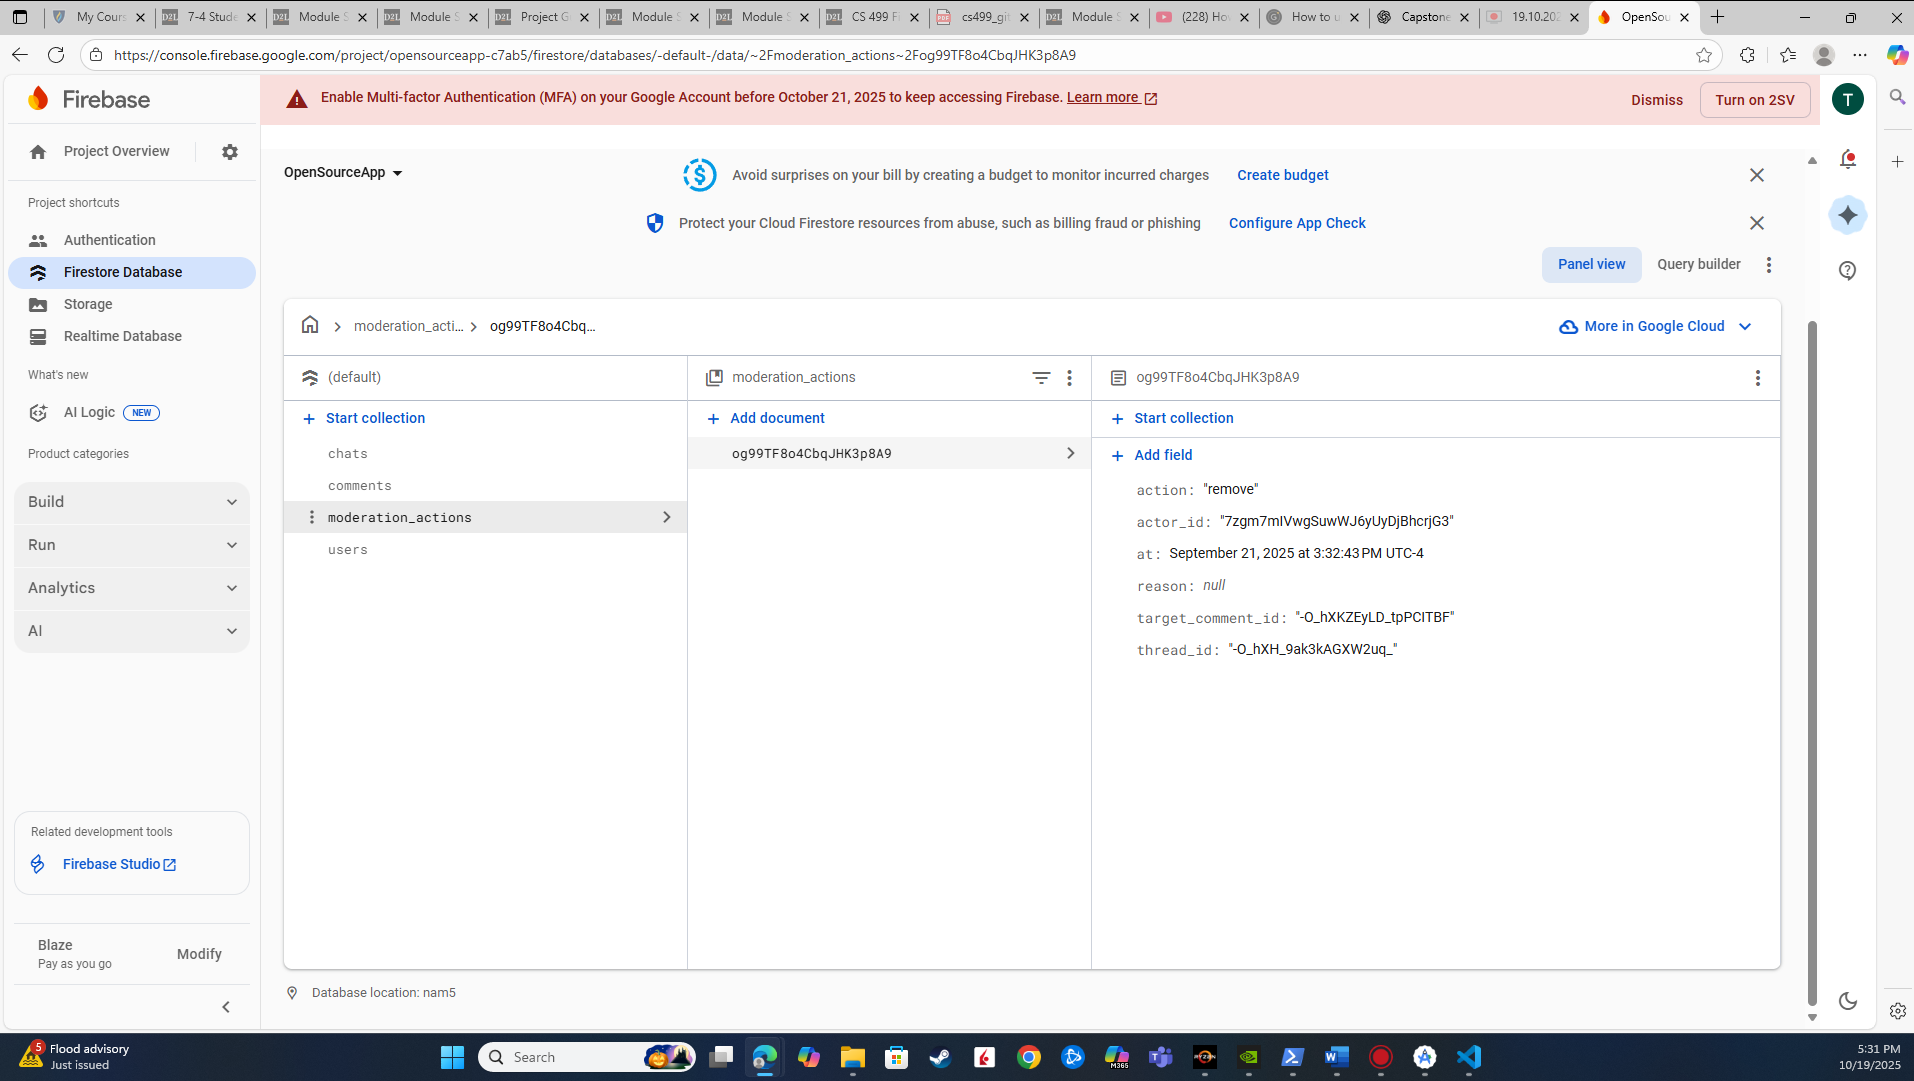 My Cours
7-4 Stude
Module S
Module S
Project G
Module S
Module S
CS 499 Fi
cs499_git
Module S
(228) Hov
How to u
Capstone
19.10.202
OpenSou
https://console.firebase.google.com/project/opensourceapp-c7ab5/firestore/databases/-default-/data/~2Fmoderation_actions~2Fog99TF8o4CbqJHK3p8A9
Firebase
Enable Multi-factor Authentication (MFA) on your Google Account before October 21, 2025 to keep accessing Firebase. Learn more
Dismiss
Turn on 2SV
T
Project Overview
OpenSourceApp
Avoid surprises on your bill by creating a budget to monitor incurred charges
Create budget
Protect your Cloud Firestore resources from abuse, such as billing fraud or phishing
Configure App Check
Panel view
Query builder
Project shortcuts
Authentication
Firestore Database
Storage
Realtime Database
What's new
AI Logic NEW
Product categories
Build
Run
Analytics
AI
Related development tools
Firebase Studio
Blaze
Pay as you go
Modify
moderation_acti...
og99TF8o4Cbq...
More in Google Cloud
(default)
Start collection
chats
comments
moderation_actions
users
moderation_actions
Add document
og99TF8o4CbqJHK3p8A9
og99TF8o4CbqJHK3p8A9
Start collection
Add field
action: "remove"
actor_id: "7zgm7mIVwgSuwWJ6yUyDjBhcrjG3"
at: September 21, 2025 at 3:32:43 PM UTC-4
reason: null
target_comment_id: "-O_hXKZEyLD_tpPCITBF"
thread_id: "-O_hXH_9ak3kAGXW2uq_"
Database location: nam5
5
Flood advisory
Just issued
Search
M365
RYZEN
5:31 PM
10/19/2025